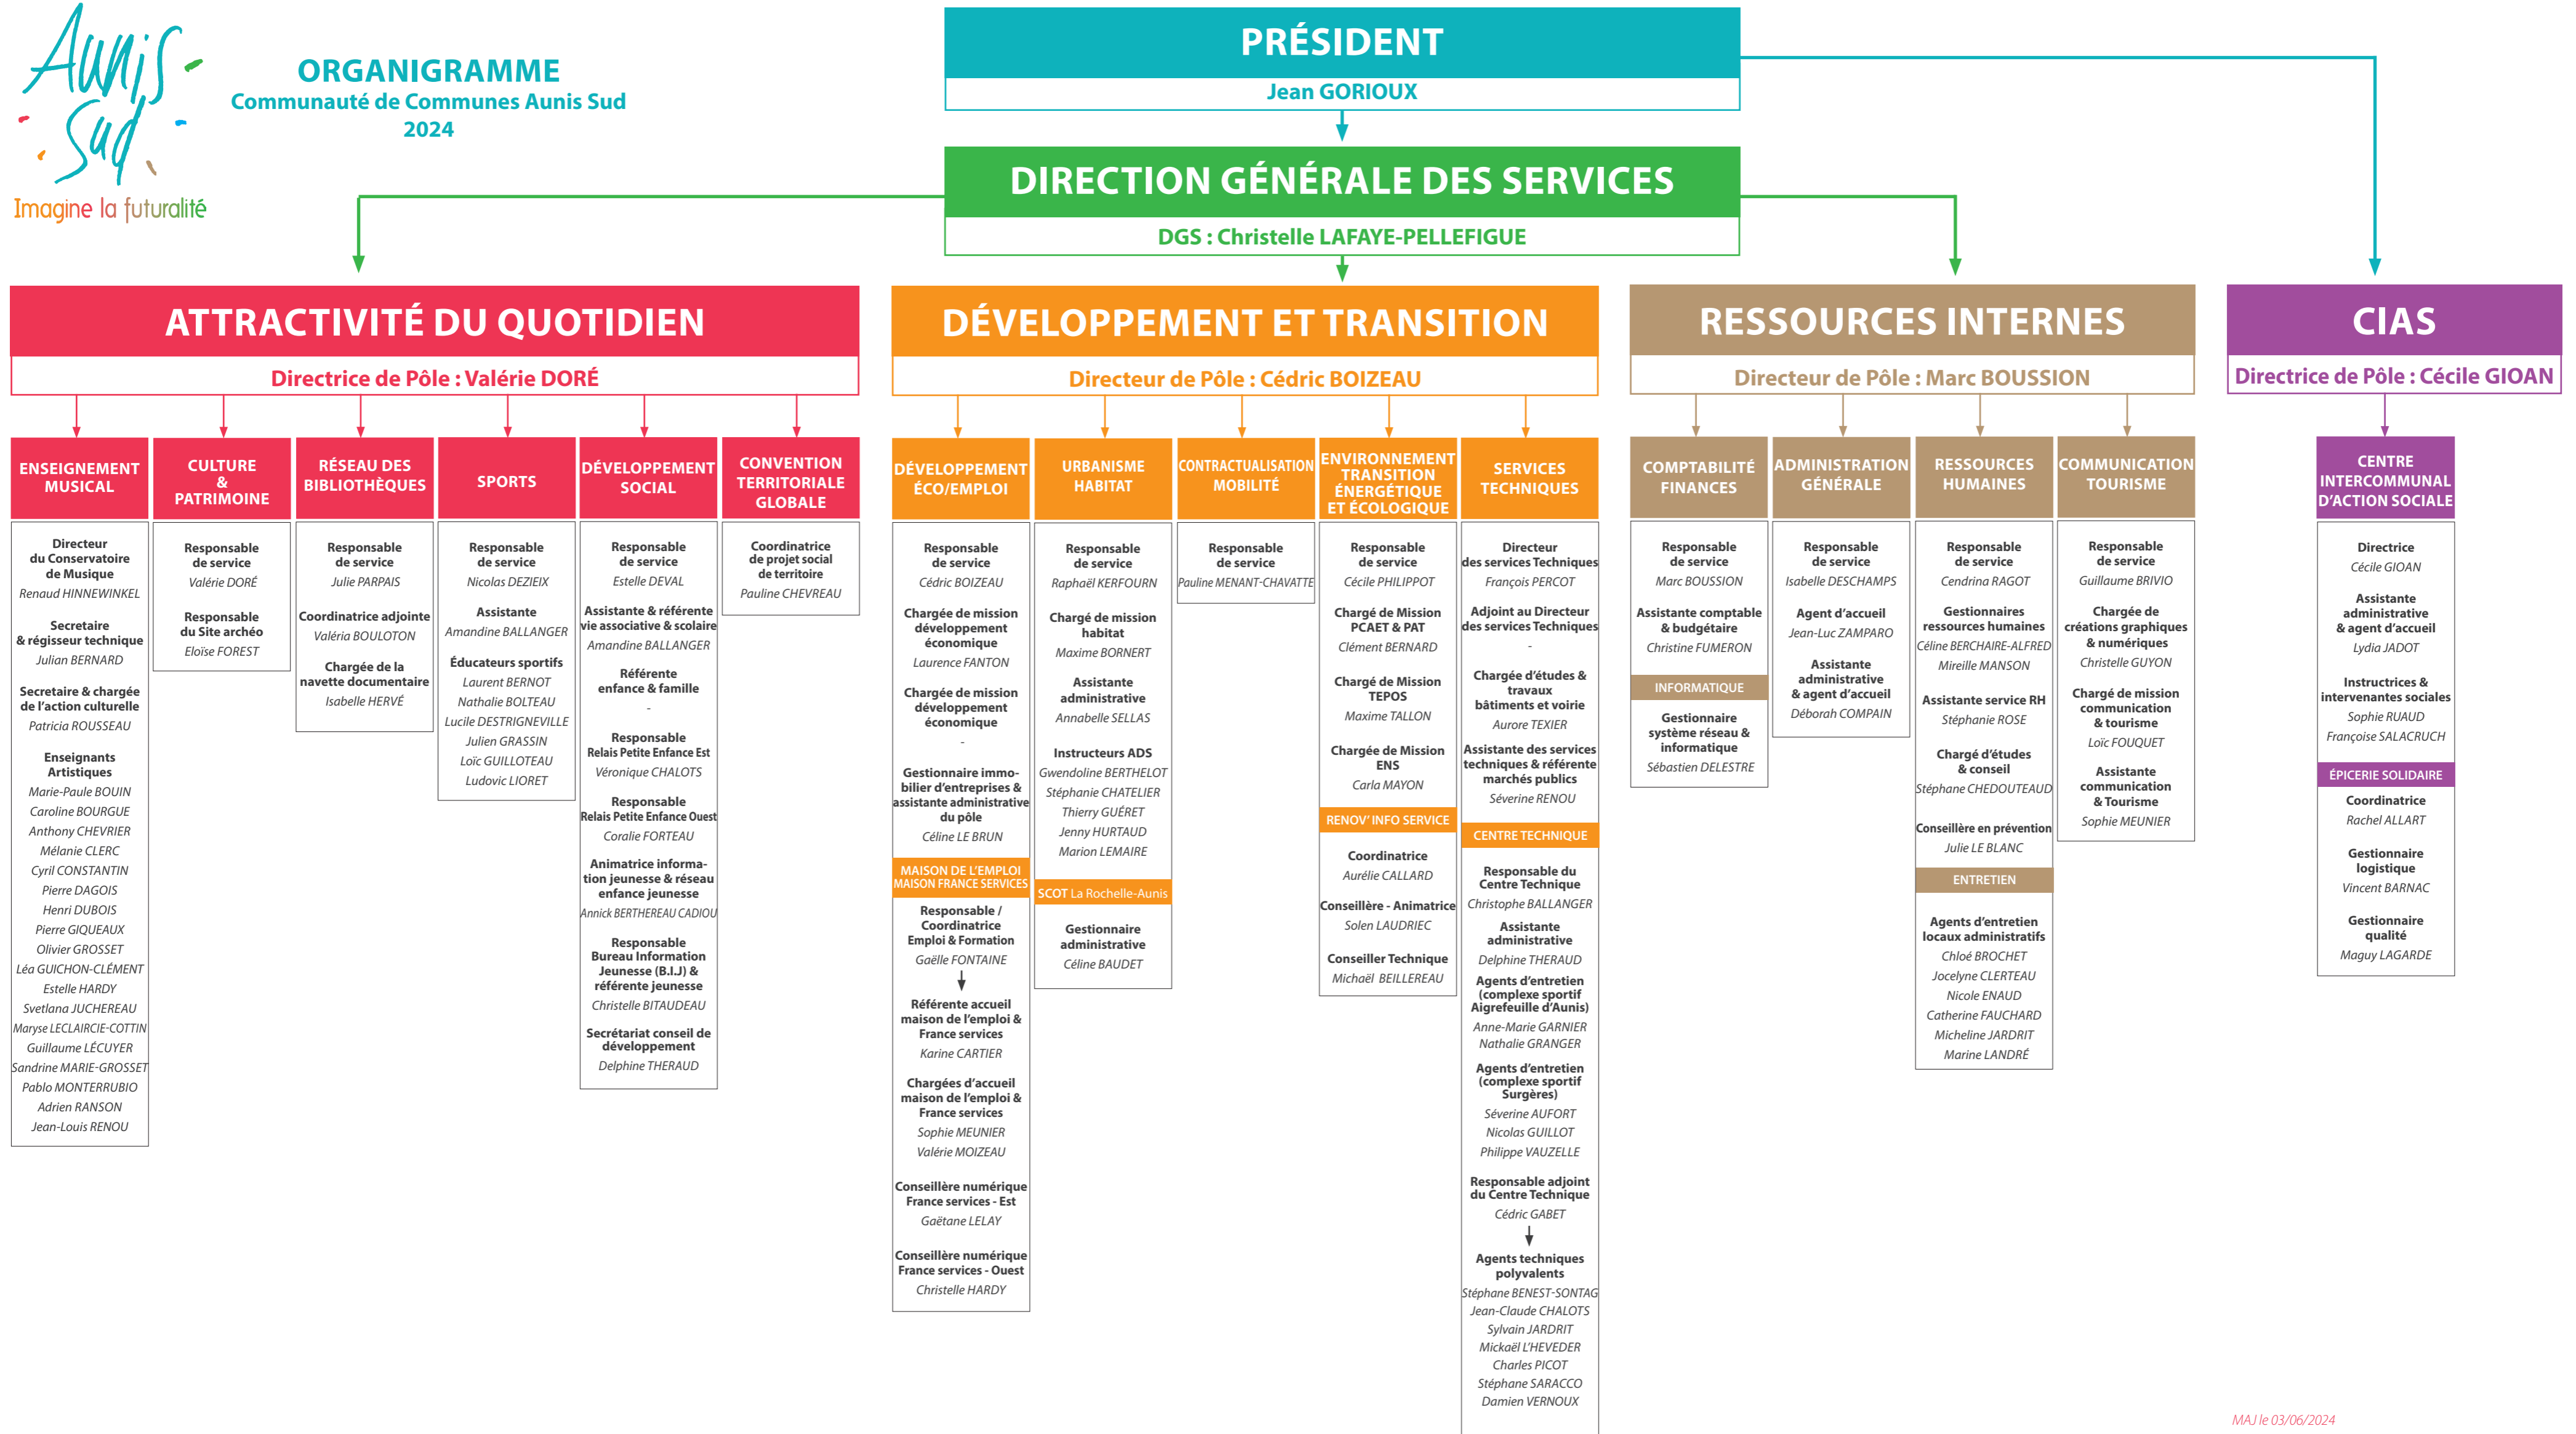 Aunis
Sud
Imagine la futuralité
ORGANIGRAMME
Communauté de Communes Aunis Sud
2024
PRÉSIDENT
Jean GORIOUX
DIRECTION GÉNÉRALE DES SERVICES
DGS : Christelle LAFAYE-PELLEFIGUE
ATTRACTIVITÉ DU QUOTIDIEN
Directrice de Pôle : Valérie DORÉ
ENSEIGNEMENT
MUSICAL
Directeur
du Conservatoire
de Musique
Renaud HINNEWINKEL
Secretaire
& régisseur technique
Julian BERNARD
Secretaire & chargée
de l'action culturelle
Patricia ROUSSEAU
Enseignants
Artistiques
Marie-Paule BOUIN
Caroline BOURGUE
Anthony CHEVRIER
Mélanie CLERC
Cyril CONSTANTIN
Pierre DAGOIS
Henri DUBOIS
Pierre GIQUEAUX
Olivier GROSSET
Léa GUICHON-CLÉMENT
Estelle HARDY
Svetlana JUCHEREAU
Maryse LECLAIRCIE-COTTIN
Guillaume LÉCUYER
Sandrine MARIE-GROSSET
Pablo MONTERRUBIO
Adrien RANSON
Jean-Louis RENOU
CULTURE
&
PATRIMOINE
Responsable
de service
Valérie DORÉ
Responsable
du Site archéo
Eloïse FOREST
RÉSEAU DES
BIBLIOTHÈQUES
Responsable
de service
Julie PARPAIS
Coordinatrice adjointe
Valéria BOULOTON
Chargée de la
navette documentaire
Isabelle HERVÉ
SPORTS
Responsable
de service
Nicolas DEZIEIX
Assistante
Amandine BALLANGER
Éducateurs sportifs
Laurent BERNOT
Nathalie BOLTEAU
Lucile DESTRIGNEVILLE
Julien GRASSIN
Loïc GUILLOTEAU
Ludovic LIORET
DÉVELOPPEMENT
SOCIAL
Responsable
de service
Estelle DEVAL
Assistante & référente
vie associative & scolaire
Amandine BALLANGER
Référente
enfance & famille
-
Responsable
Relais Petite Enfance Est
Véronique CHALOTS
Responsable
Relais Petite Enfance Ouest
Coralie FORTEAU
Animatrice informa-
tion jeunesse & réseau
enfance jeunesse
Annick BERTHEREAU CADIOU
Responsable
Bureau Information
Jeunesse (B.I.J) &
référente jeunesse
Christelle BITAUDEAU
Secrétariat conseil de
développement
Delphine THERAUD
CONVENTION
TERRITORIALE
GLOBALE
Coordinatrice
de projet social
de territoire
Pauline CHEVREAU
DÉVELOPPEMENT ET TRANSITION
Directeur de Pôle : Cédric BOIZEAU
DÉVELOPPEMENT
ÉCO/EMPLOI
Responsable
de service
Cédric BOIZEAU
Chargée de mission
développement
économique
Laurence FANTON
Chargée de mission
développement
économique
-
Gestionnaire immo-
bilier d'entreprises &
assistante administrative
du pôle
Céline LE BRUN
MAISON DE L'EMPLOI
MAISON FRANCE SERVICES
Responsable /
Coordinatrice
Emploi & Formation
Gaëlle FONTAINE
Référente accueil
maison de l'emploi &
France services
Karine CARTIER
Chargées d'accueil
maison de l'emploi &
France services
Sophie MEUNIER
Valérie MOIZEAU
Conseillère numérique
France services - Est
Gaëtane LELAY
Conseillère numérique
France services - Ouest
Christelle HARDY
URBANISME
HABITAT
Responsable
de service
Raphaël KERFOURN
Chargé de mission
habitat
Maxime BORNERT
Assistante
administrative
Annabelle SELLAS
Instructeurs ADS
Gwendoline BERTHELOT
Stéphanie CHATELIER
Thierry GUÉRET
Jenny HURTAUD
Marion LEMAIRE
SCOT La Rochelle-Aunis
Gestionnaire
administrative
Céline BAUDET
CONTRACTUALISATION
MOBILITÉ
Responsable
de service
Pauline MENANT-CHAVATTE
ENVIRONNEMENT
TRANSITION
ÉNERGÉTIQUE
ET ÉCOLOGIQUE
Responsable
de service
Cécile PHILIPPOT
Chargé de Mission
PCAET & PAT
Clément BERNARD
Chargé de Mission
TEPOS
Maxime TALLON
Chargée de Mission
ENS
Carla MAYON
RENOV' INFO SERVICE
Coordinatrice
Aurélie CALLARD
Conseillère - Animatrice
Solen LAUDRIEC
Conseiller Technique
Michaël BEILLEREAU
SERVICES
TECHNIQUES
Directeur
des services Techniques
François PERCOT
Adjoint au Directeur
des services Techniques
-
Chargée d'études &
travaux
bâtiments et voirie
Aurore TEXIER
Assistante des services
techniques & référente
marchés publics
Séverine RENOU
CENTRE TECHNIQUE
Responsable du
Centre Technique
Christophe BALLANGER
Assistante
administrative
Delphine THERAUD
Agents d'entretien
(complexe sportif
Aigrefeuille d'Aunis)
Anne-Marie GARNIER
Nathalie GRANGER
Agents d'entretien
(complexe sportif
Surgères)
Séverine AUFORT
Nicolas GUILLOT
Philippe VAUZELLE
Responsable adjoint
du Centre Technique
Cédric GABET
Agents techniques
polyvalents
Stéphane BENEST-SONTAG
Jean-Claude CHALOTS
Sylvain JARDRIT
Mickaël L'HEVEDER
Charles PICOT
Stéphane SARACCO
Damien VERNOUX
RESSOURCES INTERNES
Directeur de Pôle : Marc BOUSSION
COMPTABILITÉ
FINANCES
Responsable
de service
Marc BOUSSION
Assistante comptable
& budgétaire
Christine FUMERON
INFORMATIQUE
Gestionnaire
système réseau &
informatique
Sébastien DELESTRE
ADMINISTRATION
GÉNÉRALE
Responsable
de service
Isabelle DESCHAMPS
Agent d'accueil
Jean-Luc ZAMPARO
Assistante
administrative
& agent d'accueil
Déborah COMPAIN
RESSOURCES
HUMAINES
Responsable
de service
Cendrina RAGOT
Gestionnaires
ressources humaines
Céline BERCHAIRE-ALFRED
Mireille MANSON
Assistante service RH
Stéphanie ROSE
Chargé d'études
& conseil
Stéphane CHEDOUTEAUD
Conseillère en prévention
Julie LE BLANC
ENTRETIEN
Agents d'entretien
locaux administratifs
Chloé BROCHET
Jocelyne CLERTEAU
Nicole ENAUD
Catherine FAUCHARD
Micheline JARDRIT
Marine LANDRÉ
COMMUNICATION
TOURISME
Responsable
de service
Guillaume BRIVIO
Chargée de
créations graphiques
& numériques
Christelle GUYON
Chargé de mission
communication
& tourisme
Loïc FOUQUET
Assistante
communication
& Tourisme
Sophie MEUNIER
CIAS
Directrice de Pôle : Cécile GIOAN
CENTRE
INTERCOMMUNAL
D'ACTION SOCIALE
Directrice
Cécile GIOAN
Assistante
administrative
& agent d'accueil
Lydia JADOT
Instructrices &
intervenantes sociales
Sophie RUAUD
Françoise SALACRUCH
ÉPICERIE SOLIDAIRE
Coordinatrice
Rachel ALLART
Gestionnaire
logistique
Vincent BARNAC
Gestionnaire
qualité
Maguy LAGARDE
MAJ le 03/06/2024